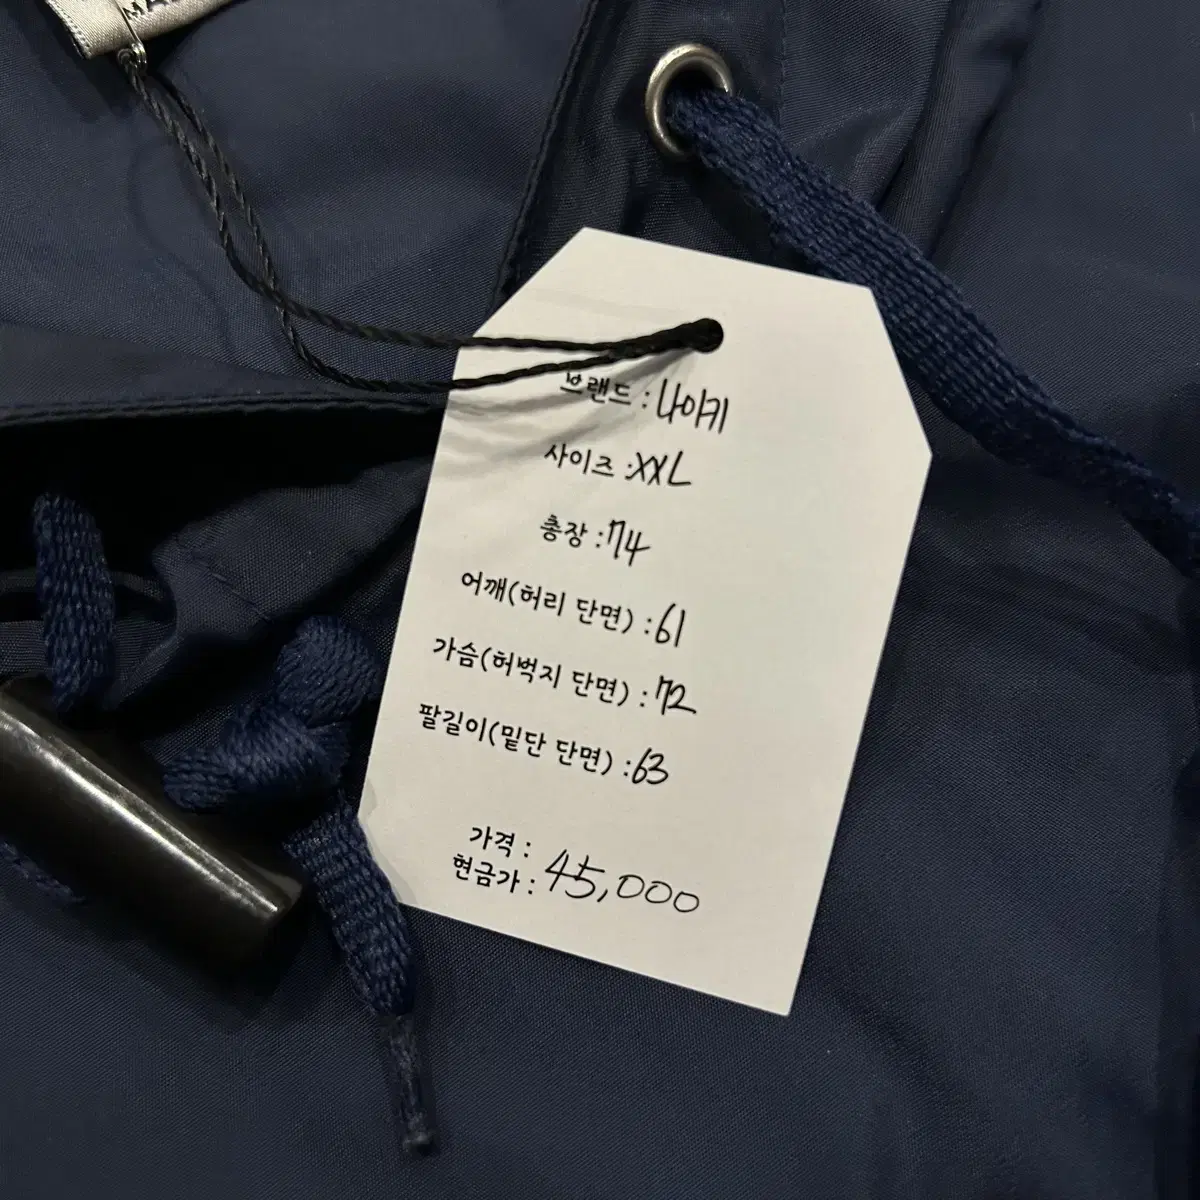 브랜드 : 나이키
사이즈 : XXL
총장 : 74
어깨(허리 단면) : 61
가슴(허벅지 단면) : 72
팔길이(밑단 단면) : 63
가격 :
현금가 : 45,000